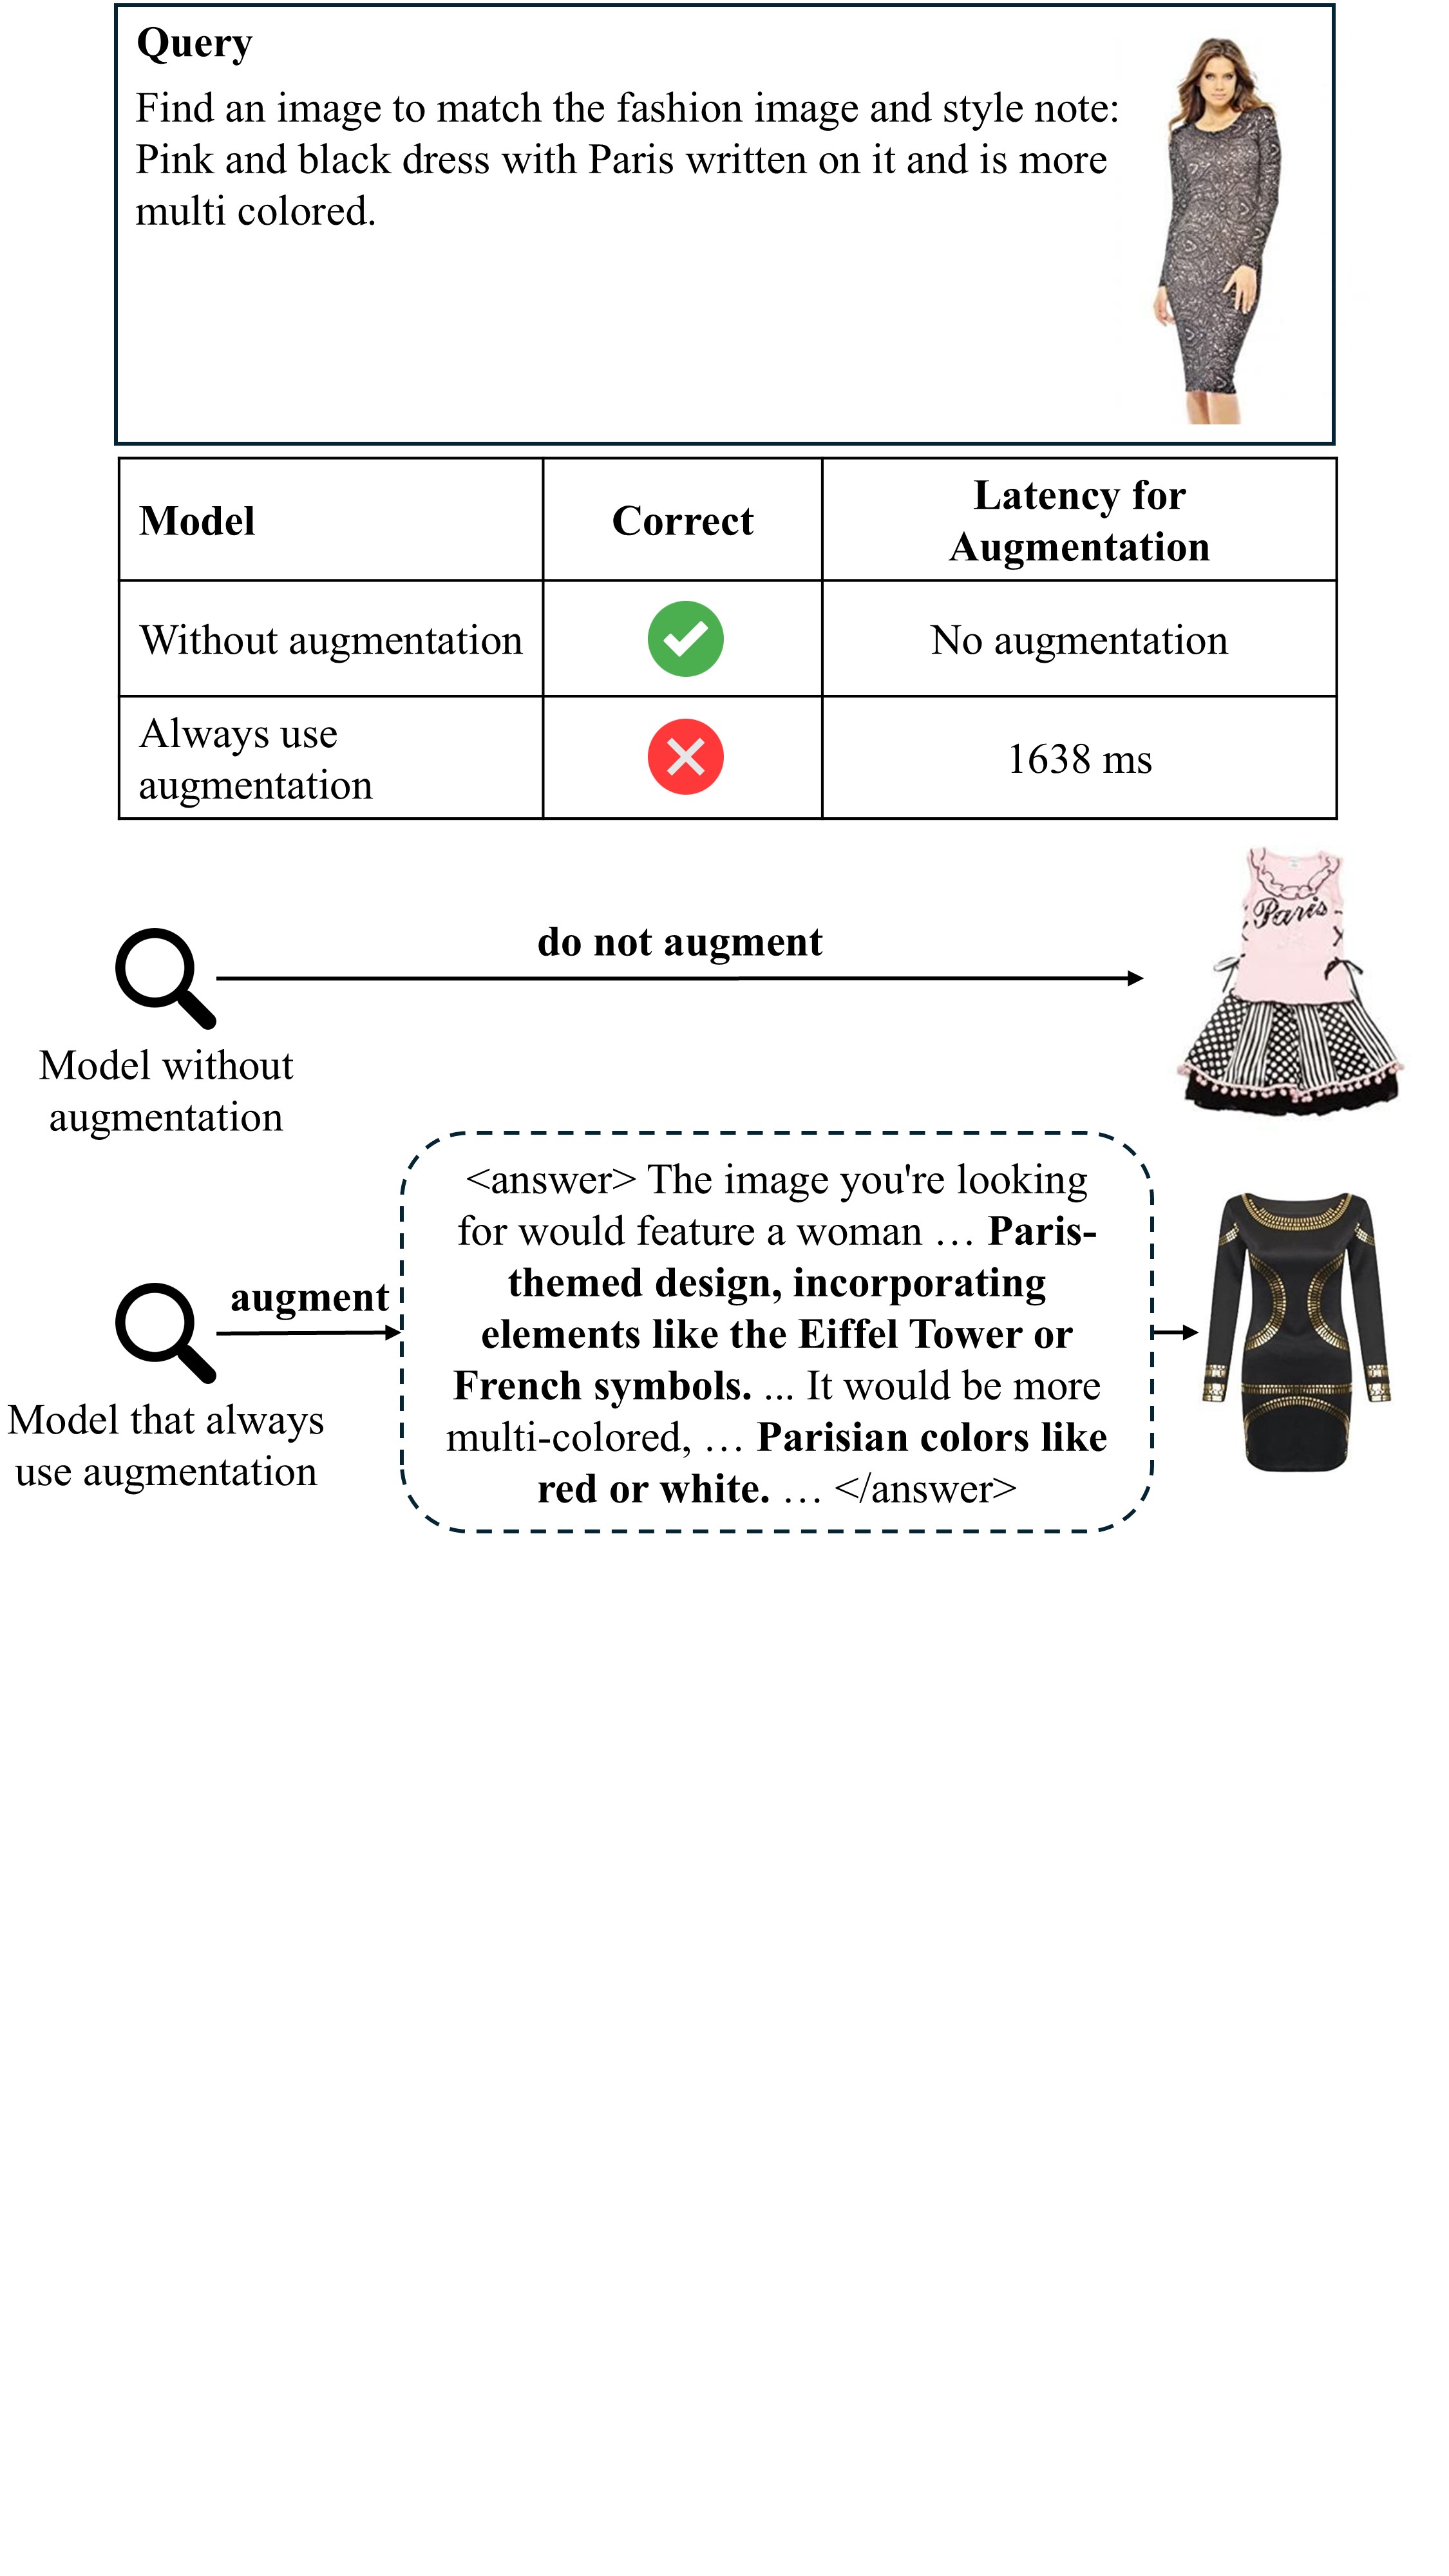 Query
Find an image to match the fashion image and style note:
Pink and black dress with Paris written on it and is more
multi colored.
Model
Correct
Latency for
Augmentation
Without augmentation
No augmentation
Always use
augmentation
1638 ms
do not augment
Paris
Model without
augmentation
<answer> The image you're looking
for would feature a woman … Paris-
themed design, incorporating
elements like the Eiffel Tower or
French symbols. ... It would be more
multi-colored, … Parisian colors like
red or white. … </answer>
augment
Model that always
use augmentation